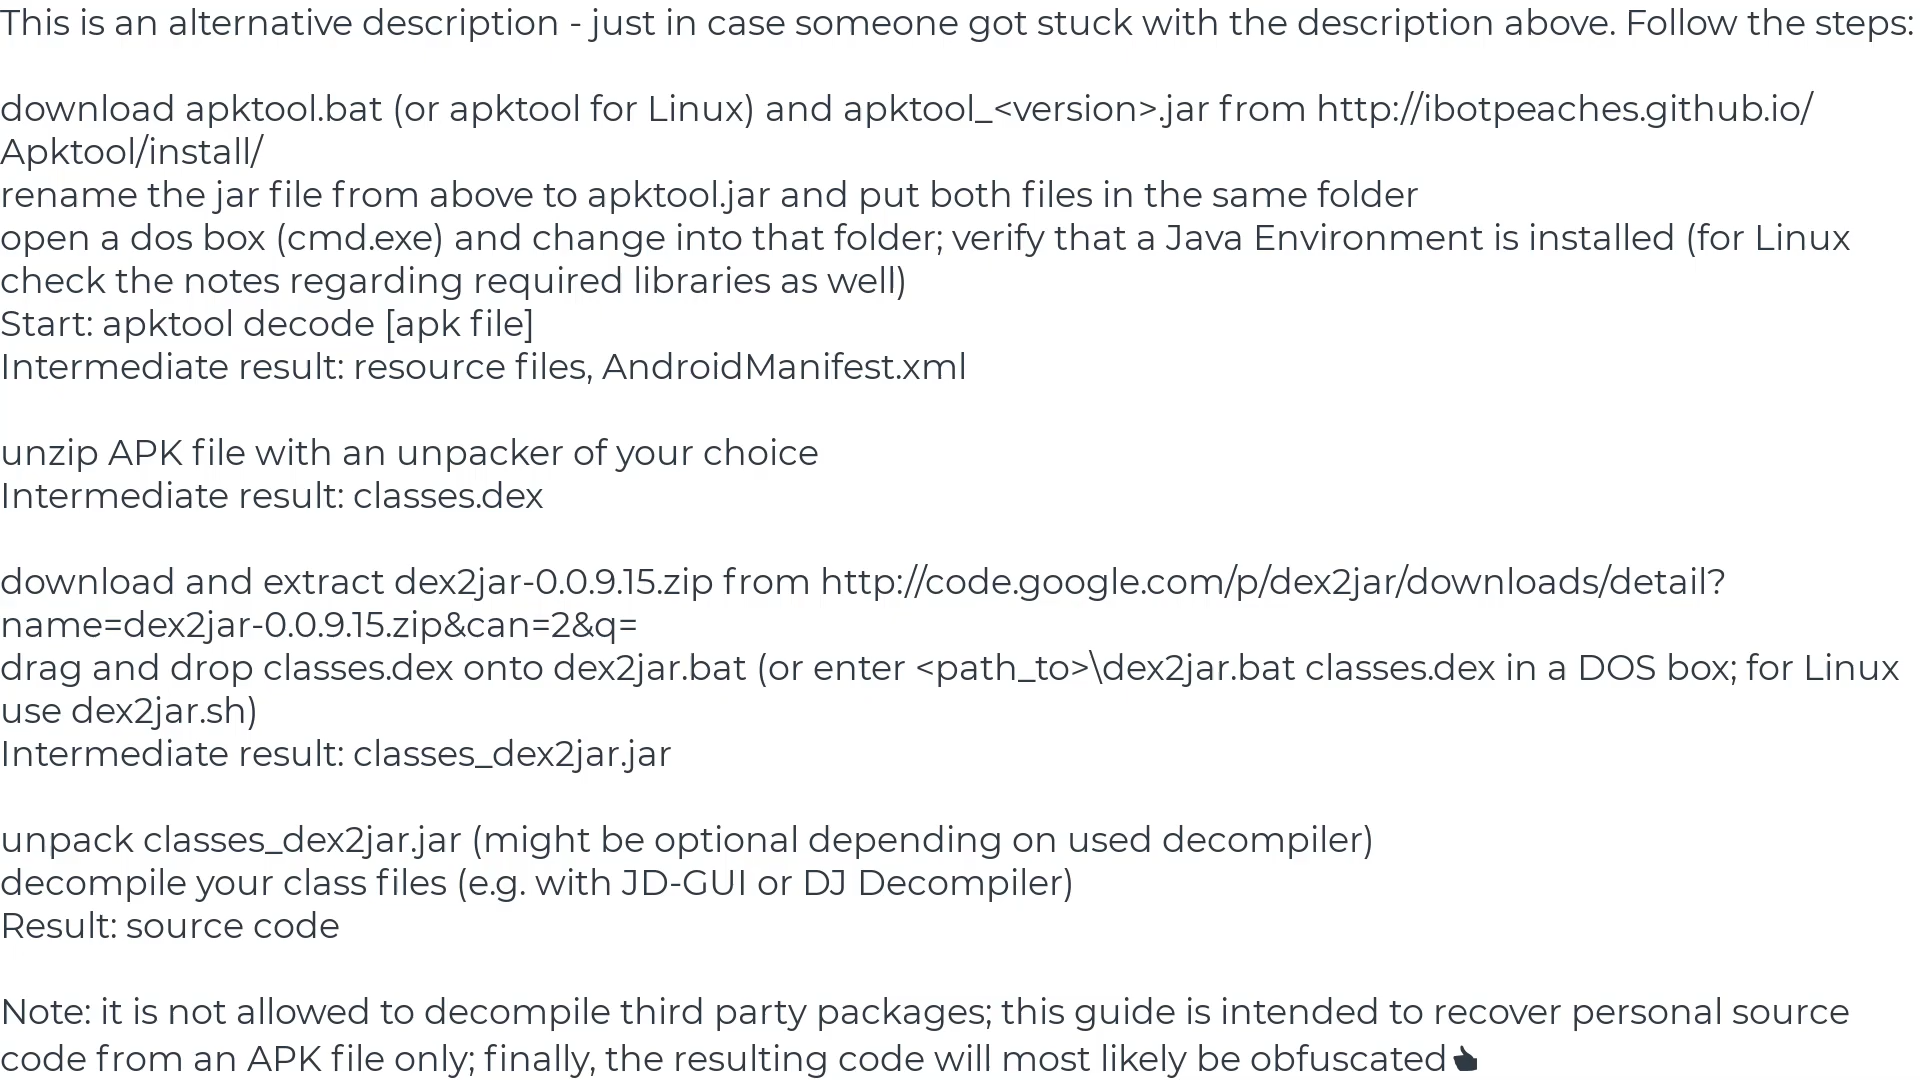 This is an alternative description - just in case someone got stuck with the description above. Follow the steps:
download apktool.bat (or apktool for Linux) and apktool_<version>.jar from http://ibotpeaches.github.io/
Apktool/install/
rename the jar file from above to apktool.jar and put both files in the same folder
open a dos box (cmd.exe) and change into that folder; verify that a Java Environment is installed (for Linux
check the notes regarding required libraries as well)
Start: apktool decode [apk file]
Intermediate result: resource files, AndroidManifest.xml
unzip APK file with an unpacker of your choice
Intermediate result: classes.dex
download and extract dex2jar-0.0.9.15.zip from http://code.google.com/p/dex2jar/downloads/detail?
name=dex2jar-0.0.9.15.zip&can=2&q=
drag and drop classes.dex onto dex2jar.bat (or enter <path_to>\dex2jar.bat classes.dex in a DOS box; for Linux
use dex2jar.sh)
Intermediate result: classes_dex2jar.jar
unpack classes_dex2jar.jar (might be optional depending on used decompiler)
decompile your class files (e.g. with JD-GUI or DJ Decompiler)
Result: source code
Note: it is not allowed to decompile third party packages; this guide is intended to recover personal source
code from an APK file only; finally, the resulting code will most likely be obfuscated